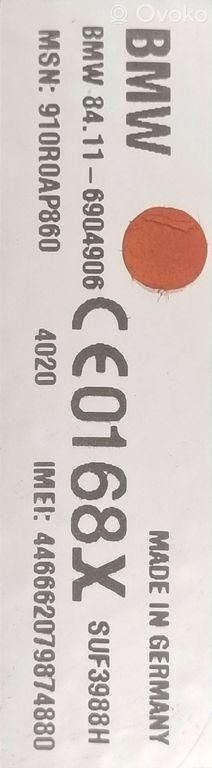 BMW
MADE IN GERMANY
BMW 84.11-6904906
CE0168X
SUF3988H
MSN: 910R0AP860
4020
IMEI: 446662079874880
Ovoko